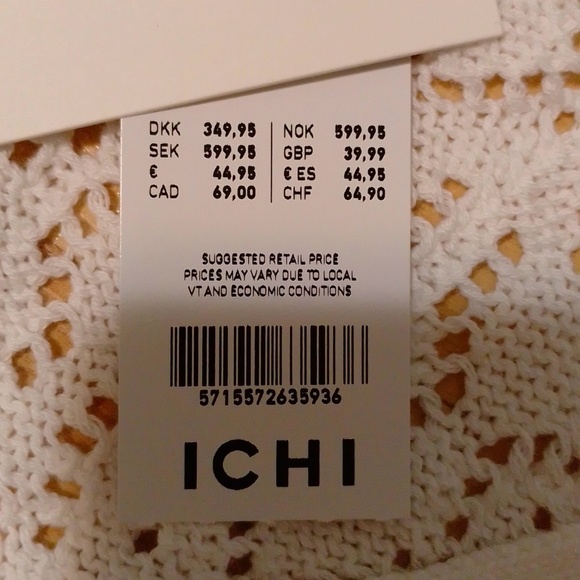 DKK 349,95 NOK 599,95
SEK 599,95 GBP 39,99
€ 44,95 € ES 44,95
CAD 69,00 CHF 64,90
SUGGESTED RETAIL PRICE
PRICES MAY VARY DUE TO LOCAL
VT AND ECONOMIC CONDITIONS
5715572635936
ICHI